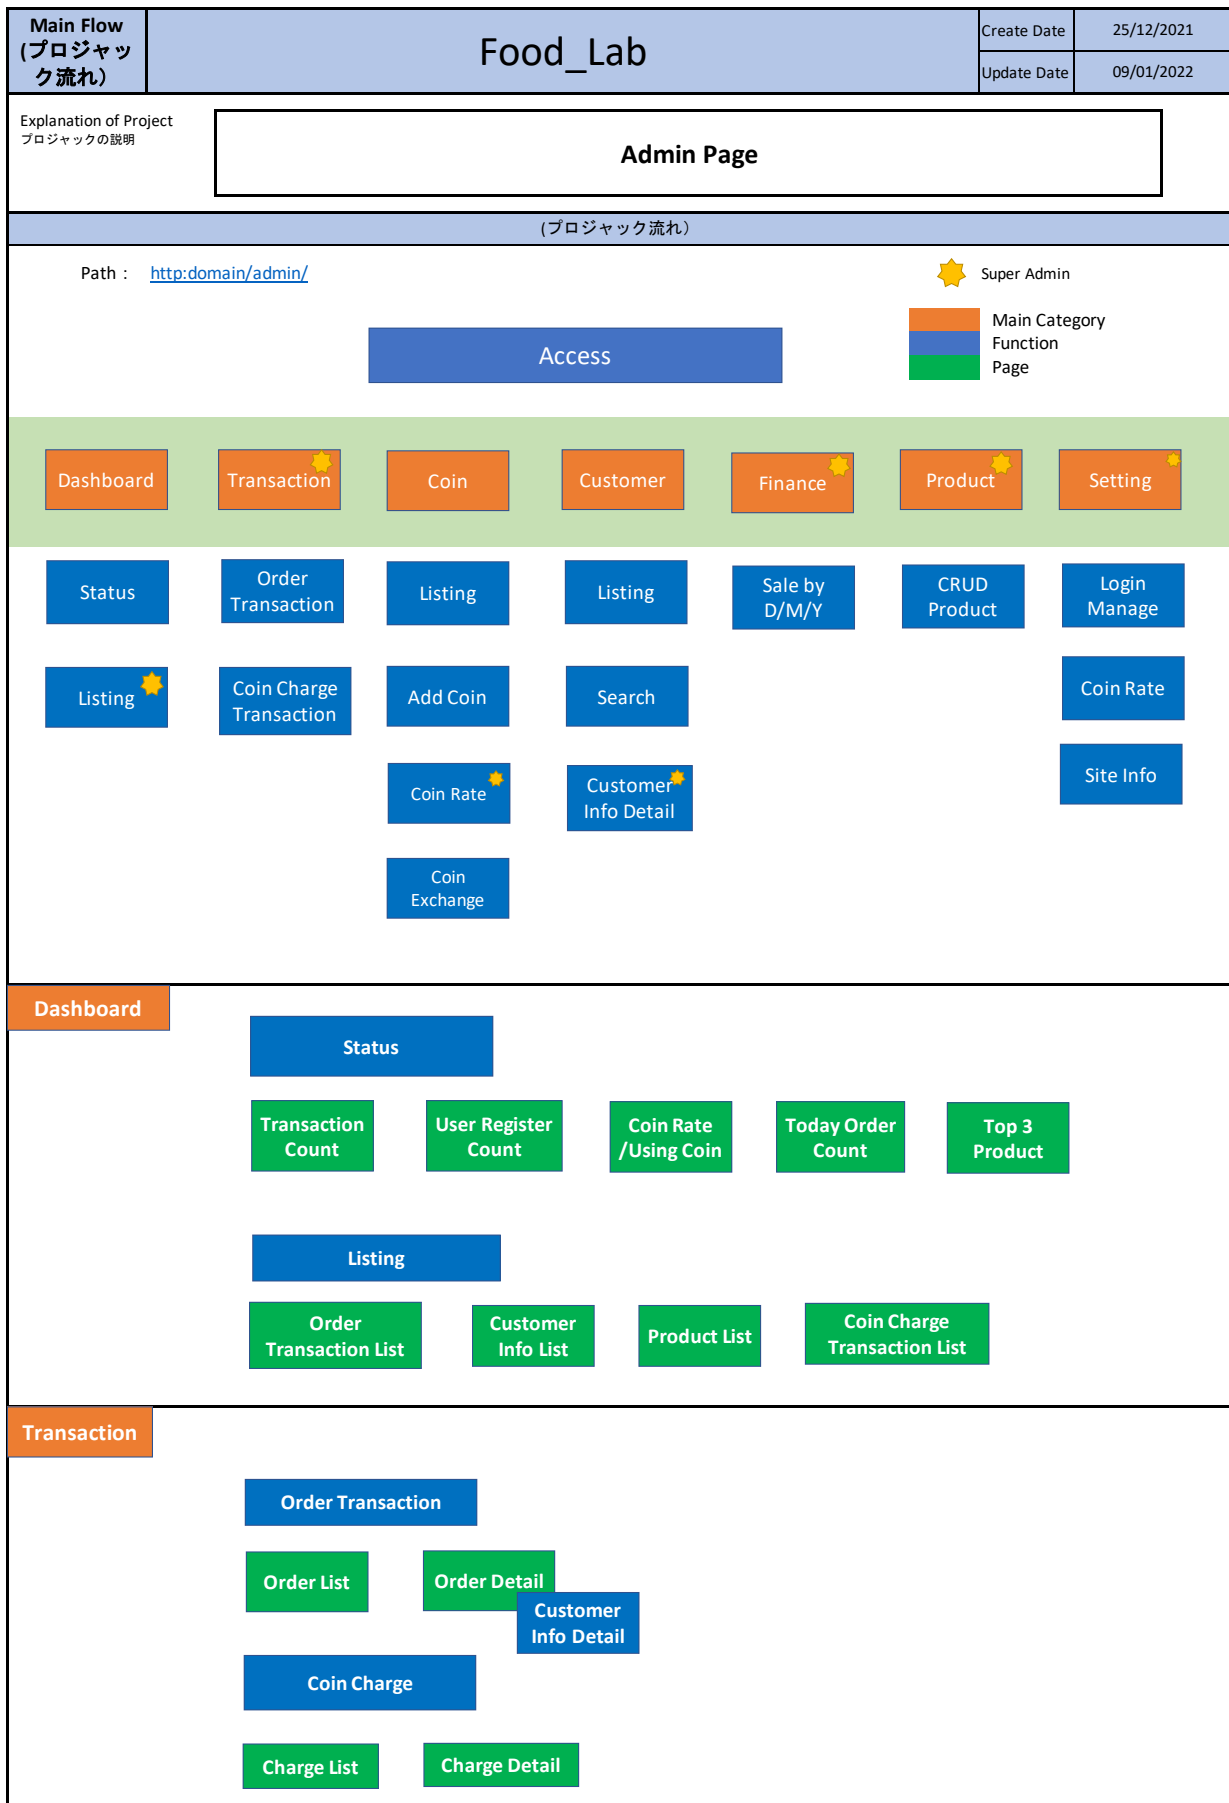 Main Flow
(プロジャッ
ク流れ）
Food_Lab
Create Date
25/12/2021
Update Date
09/01/2022
Explanation of Project
プロジャックの説明
Admin Page
(プロジャック流れ）
Path :
http:domain/admin/
Super Admin
Main Category
Function
Page
Access
Dashboard
Transaction
Coin
Customer
Finance
Product
Setting
Status
Order
Transaction
Listing
Listing
Sale by
D/M/Y
CRUD
Product
Login
Manage
Listing
Coin Charge
Transaction
Add Coin
Search
Coin Rate
Coin Rate
Customer
Info Detail
Site Info
Coin
Exchange
Dashboard
Status
Transaction
Count
User Register
Count
Coin Rate
/Using Coin
Today Order
Count
Top 3
Product
Listing
Order
Transaction List
Customer
Info List
Product List
Coin Charge
Transaction List
Transaction
Order Transaction
Order List
Order Detail
Customer
Info Detail
Coin Charge
Charge List
Charge Detail